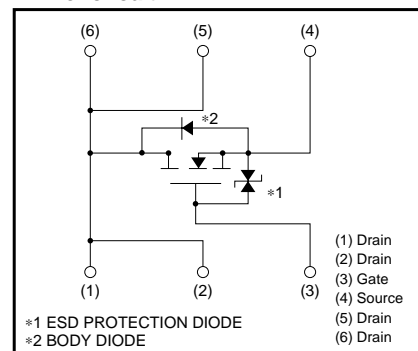 (6) (5) (4)
∗2
∗1
(1) (2) (3)
(1) Drain
(2) Drain
(3) Gate
(4) Source
(5) Drain
(6) Drain
∗1 ESD PROTECTION DIODE
∗2 BODY DIODE